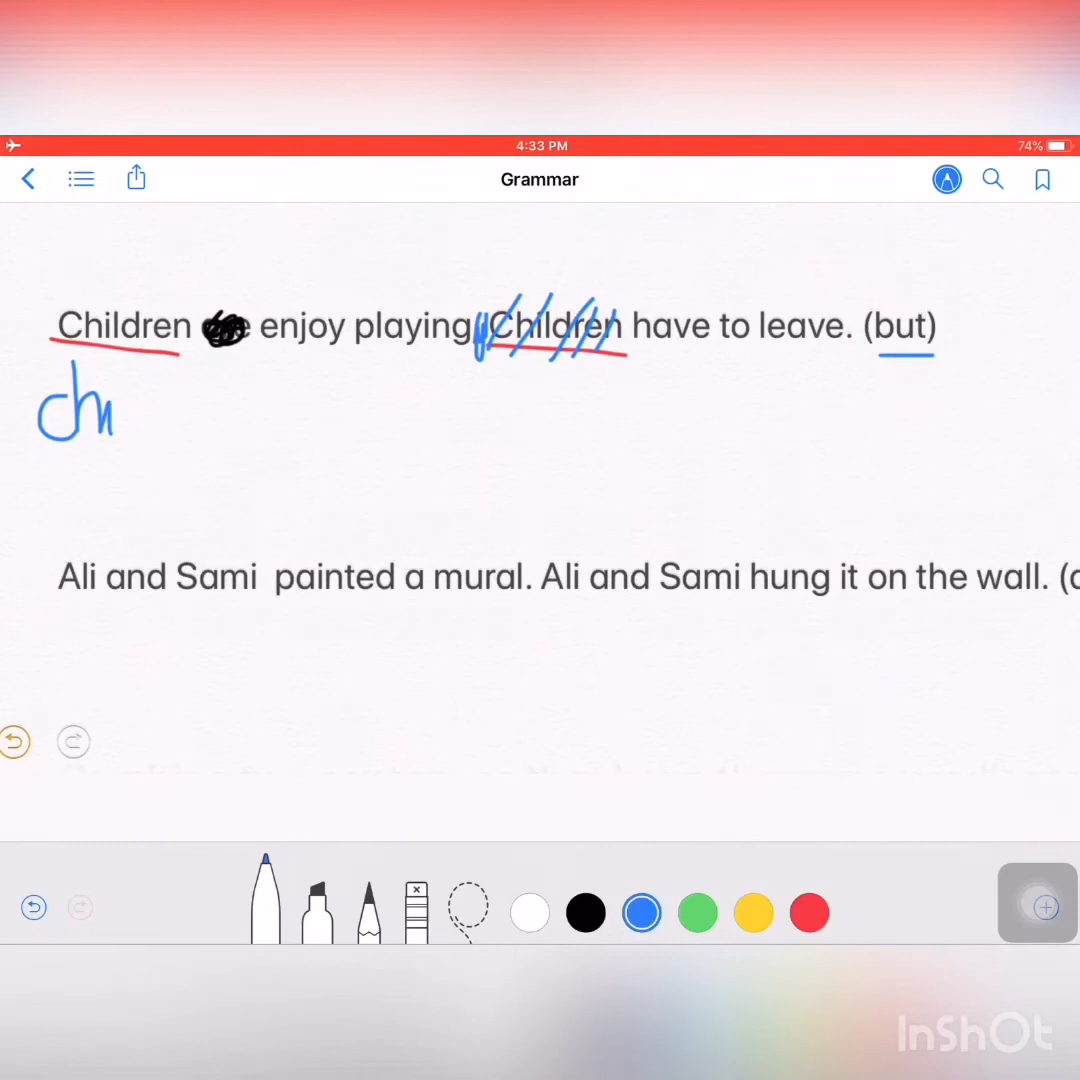 4:33 PM
74%
Grammar
Children enjoy playing, Children have to leave. (but)
Ali and Sami painted a mural. Ali and Sami hung it on the wall. (
InShOt